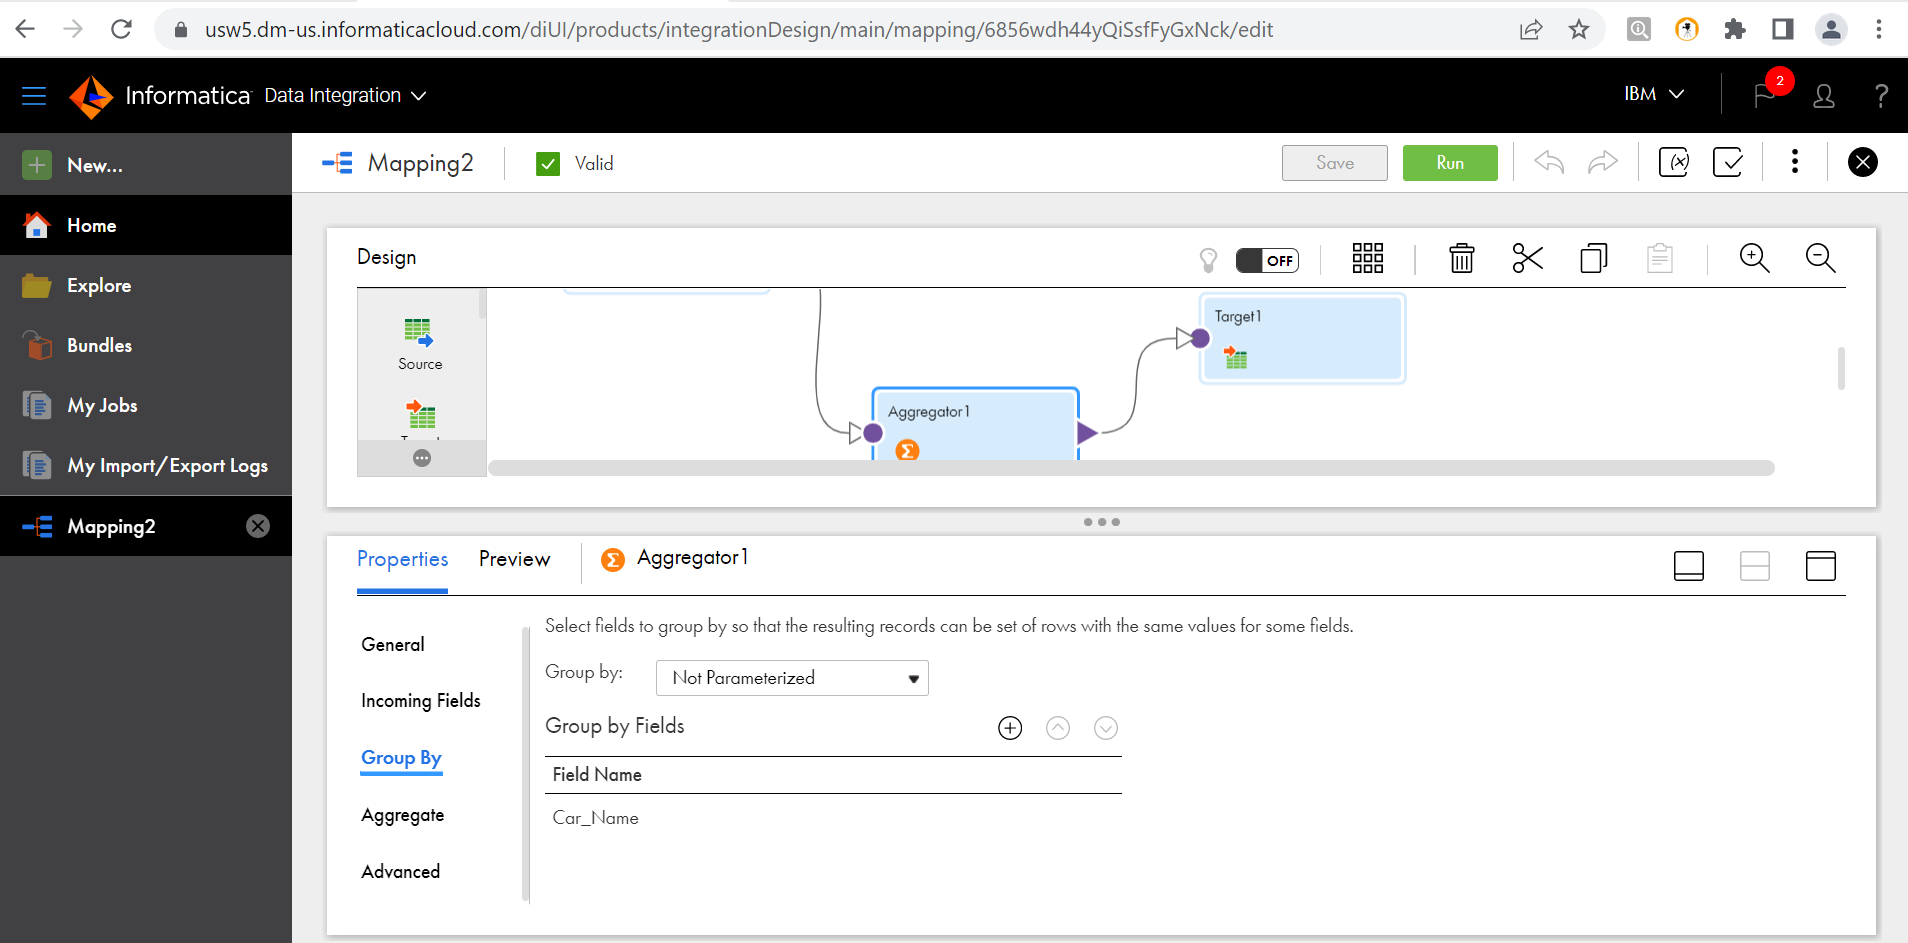 usw5.dm-us.informaticacloud.com/diUI/products/integrationDesign/main/mapping/6856wdh44yQiSsfFyGxNck/edit
Informatica Data Integration
IBM
2
?
New...
Home
Explore
Bundles
My Jobs
My Import/Export Logs
Mapping2
Mapping2
Valid
Save
Run
Design
OFF
Source
Target1
Aggregator1
Σ
Properties
Preview
Σ
Aggregator1
General
Incoming Fields
Group By
Aggregate
Advanced
Select fields to group by so that the resulting records can be set of rows with the same values for some fields.
Group by:
Not Parameterized
Group by Fields
Field Name
Car_Name